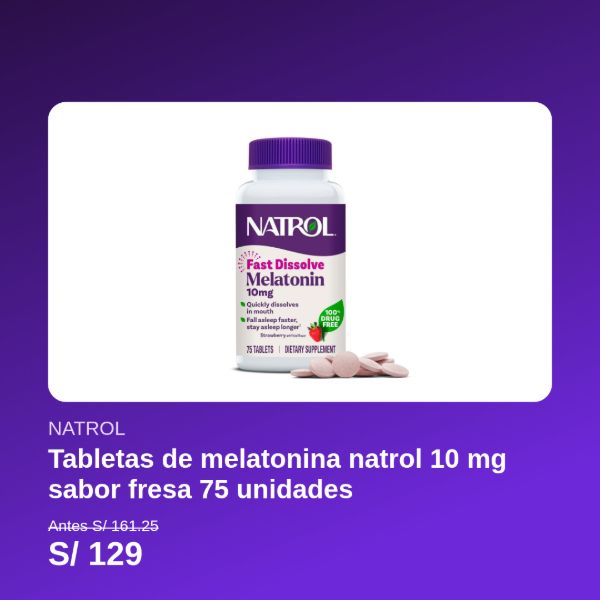 NATROL
Fast Dissolve
Melatonin
10mg
Quickly dissolves
in mouth
Fall asleep faster,
stay asleep longer
100%
DRUG
FREE
Strawberry
75 TABLETS | DIETARY SUPPLEMENT
NATROL
Tabletas de melatonina natrol 10 mg
sabor fresa 75 unidades
Antes S/ 161.25
S/ 129